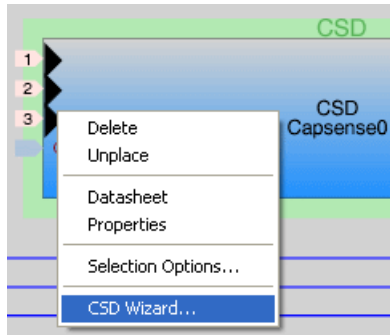 CSD
1
2
3
CSD
Capsense0
Delete
Unplace
Datasheet
Properties
Selection Options...
CSD Wizard...